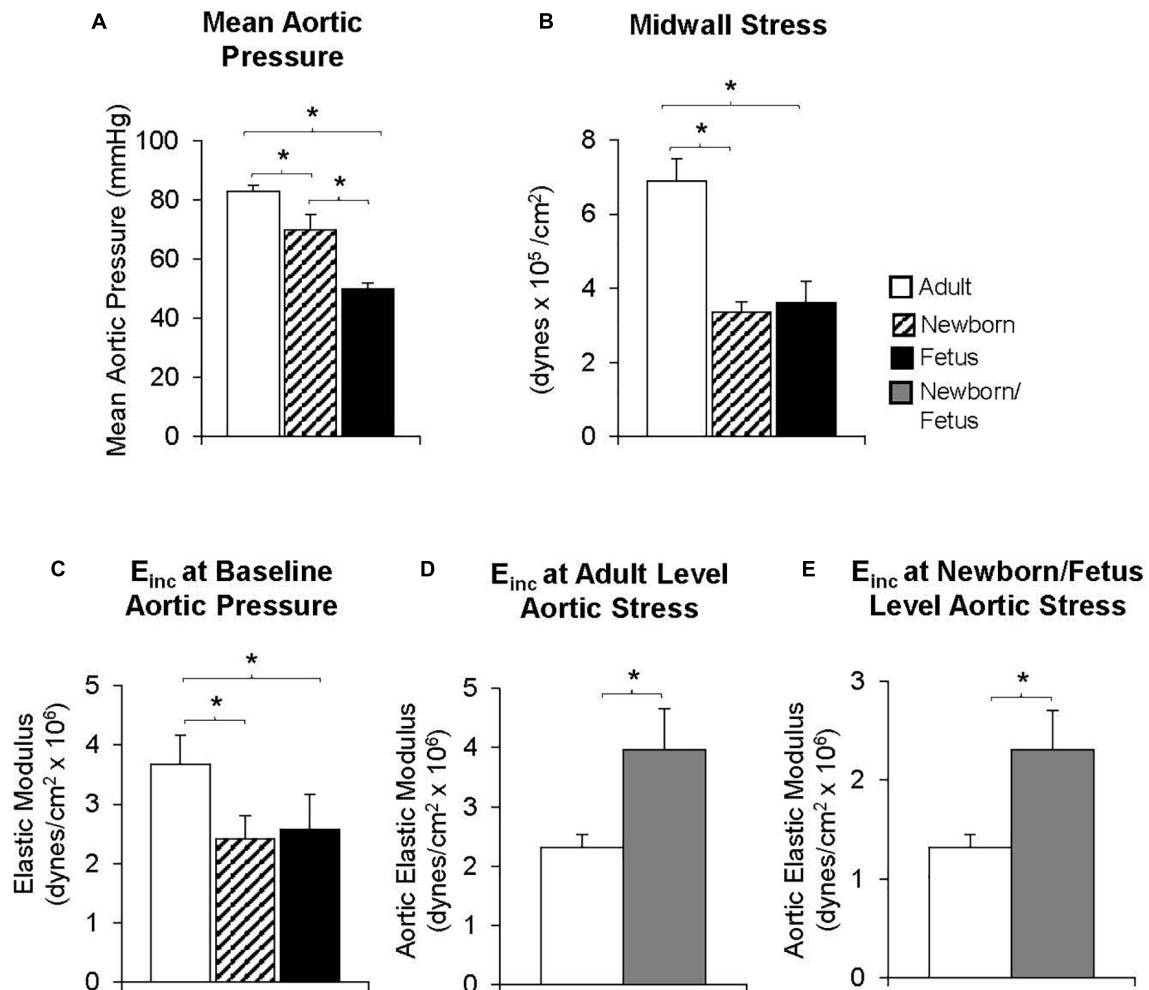 A
Mean Aortic
Pressure
Mean Aortic Pressure (mmHg)
100
80
60
40
20
0
*
*
*
B
Midwall Stress
(dynes x 10⁵ /cm²)
8
6
4
2
0
*
*
Adult
Newborn
Fetus
Newborn/
Fetus
C
E_inc at Baseline
Aortic Pressure
Elastic Modulus
(dynes/cm² x 10⁶)
5
4
3
2
1
0
*
*
D
E_inc at Adult Level
Aortic Stress
Aortic Elastic Modulus
(dynes/cm² x 10⁶)
5
4
3
2
1
0
*
E
E_inc at Newborn/Fetus
Level Aortic Stress
Aortic Elastic Modulus
(dynes/cm² x 10⁶)
3
2
1
0
*